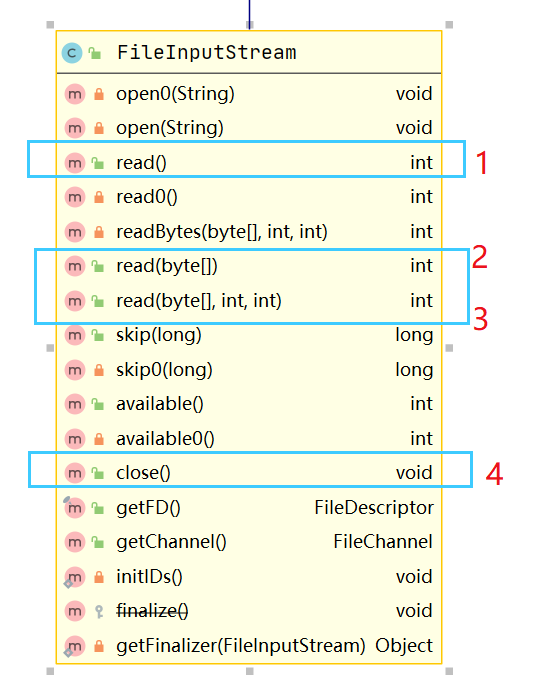 C FileInputStream
m open0(String) void
m open(String) void
m read() int 1
m read0() int
m readBytes(byte[], int, int) int
m read(byte[]) int 2
m read(byte[], int, int) int 3
m skip(long) long
m skip0(long) long
m available() int
m available0() int
m close() void 4
m getFD() FileDescriptor
m getChannel() FileChannel
m initIDs() void
m finalize() void
m getFinalizer(FileInputStream) Object